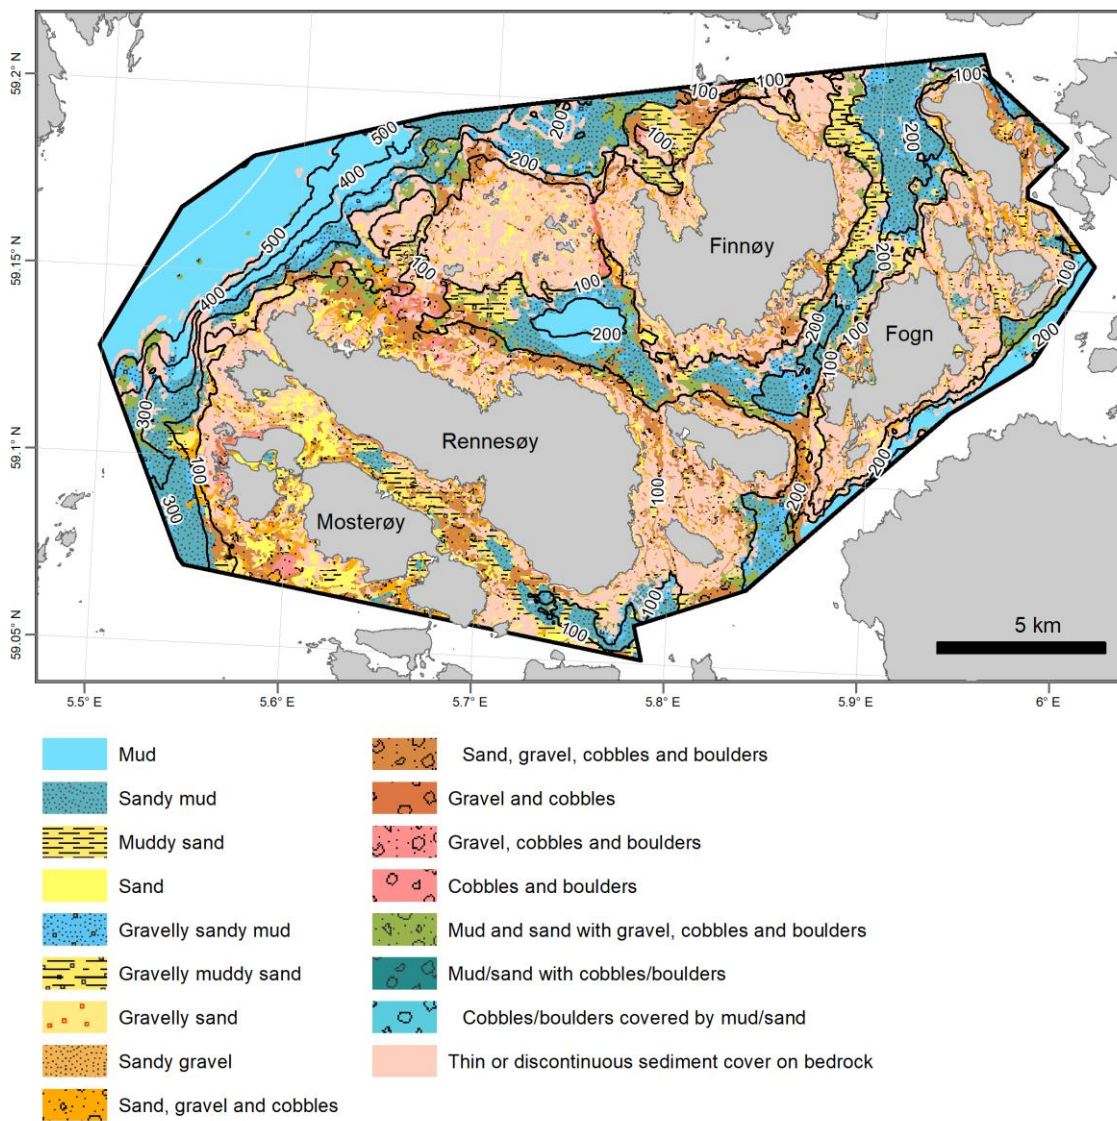 59.2° N
59.15° N
59.1° N
59.05° N
500
400
500
400
300
300
100
200
200
100
100
100
100
200
100
100
200
200
200
100
100
100
200
200
200
100
100
100
Finnøy
Fogn
Rennesøy
Mosterøy
5 km
5.5° E
5.6° E
5.7° E
5.8° E
5.9° E
6° E
Mud
Sandy mud
Muddy sand
Sand
Gravelly sandy mud
Gravelly muddy sand
Gravelly sand
Sandy gravel
Sand, gravel and cobbles
Sand, gravel, cobbles and boulders
Gravel and cobbles
Gravel, cobbles and boulders
Cobbles and boulders
Mud and sand with gravel, cobbles and boulders
Mud/sand with cobbles/boulders
Cobbles/boulders covered by mud/sand
Thin or discontinuous sediment cover on bedrock